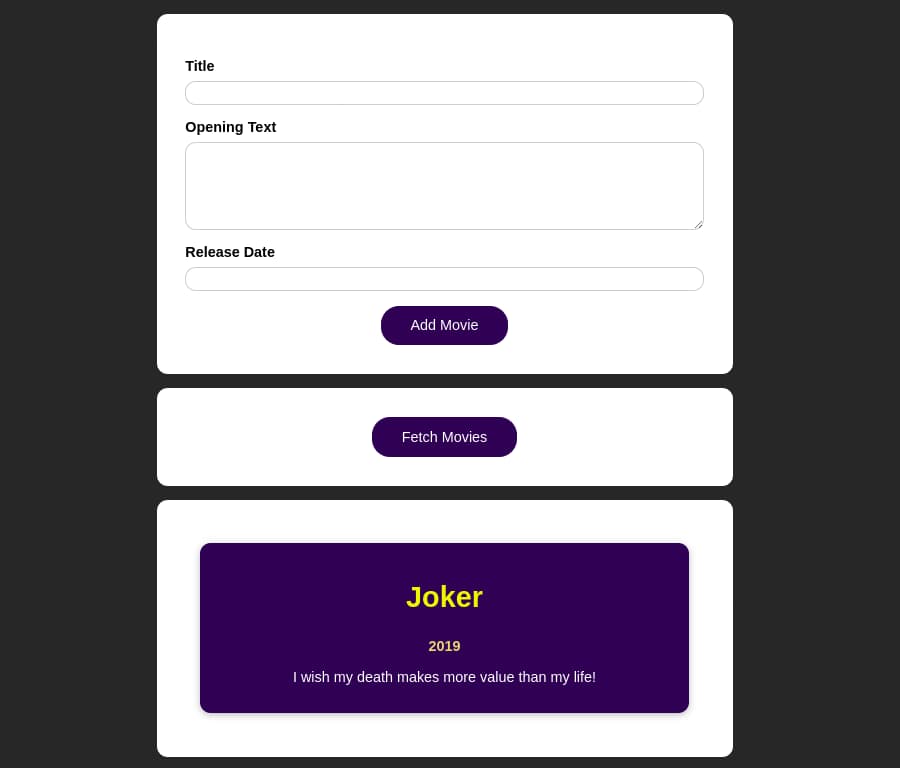 Title
Opening Text
Release Date
Add Movie
Fetch Movies
Joker
2019
I wish my death makes more value than my life!